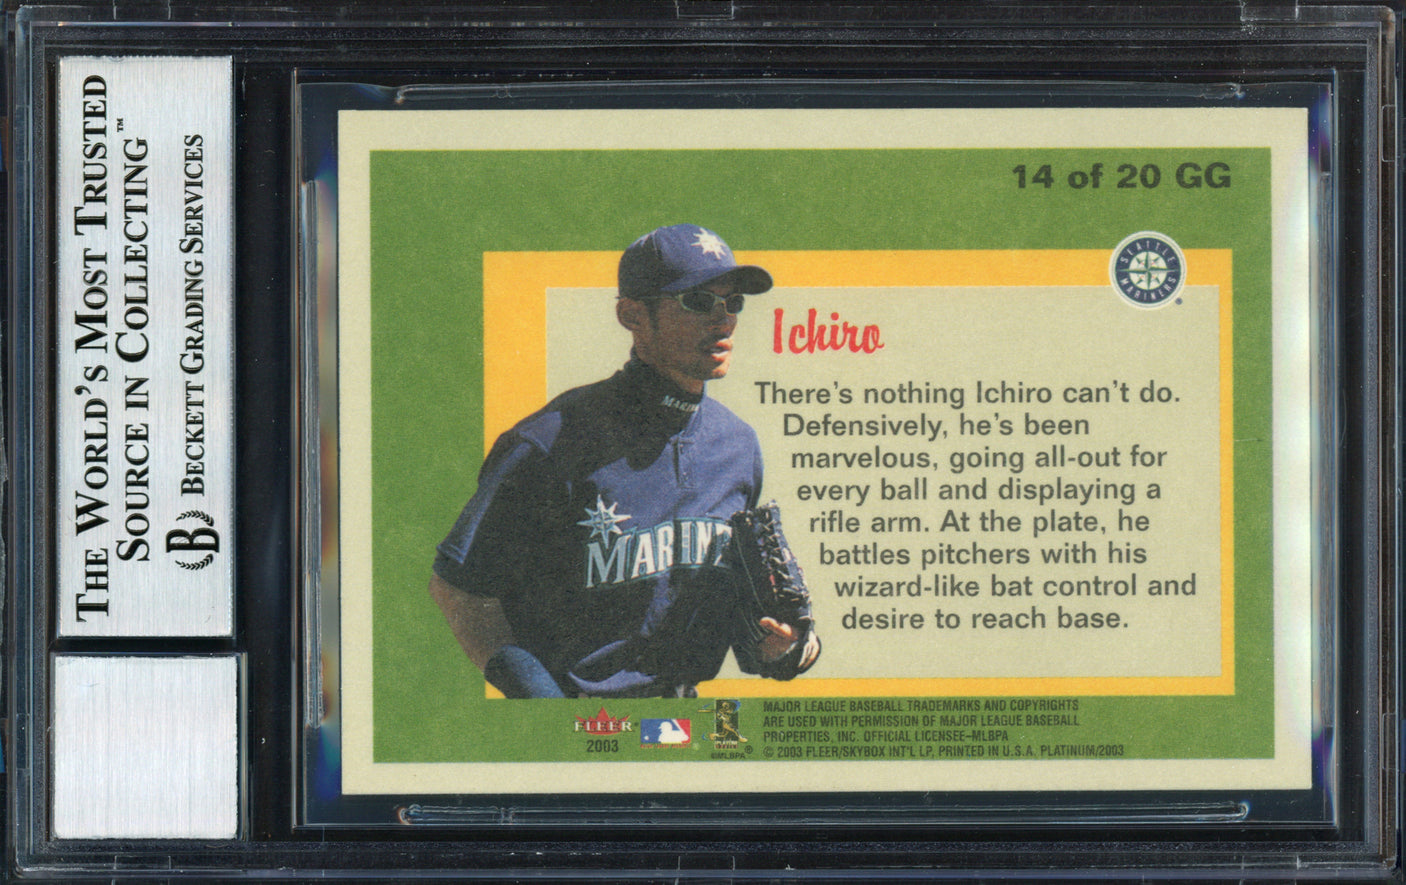 THE WORLD'S MOST TRUSTED
SOURCE IN COLLECTING™
BECKETT GRADING SERVICES
B
14 of 20 GG
SEATTLE
MARINERS
®
Ichiro
There's nothing Ichiro can't do.
Defensively, he's been
marvelous, going all-out for
every ball and displaying a
rifle arm. At the plate, he
battles pitchers with his
wizard-like bat control and
desire to reach base.
MARIN
MARINE
FLEER®
2003
©MLBPA
®
MAJOR LEAGUE BASEBALL TRADEMARKS AND COPYRIGHTS
ARE USED WITH PERMISSION OF MAJOR LEAGUE BASEBALL
PROPERTIES, INC. OFFICIAL LICENSEE–MLBPA
© 2003 FLEER/SKYBOX INT'L LP, PRINTED IN U.S.A. PLATINUM/2003